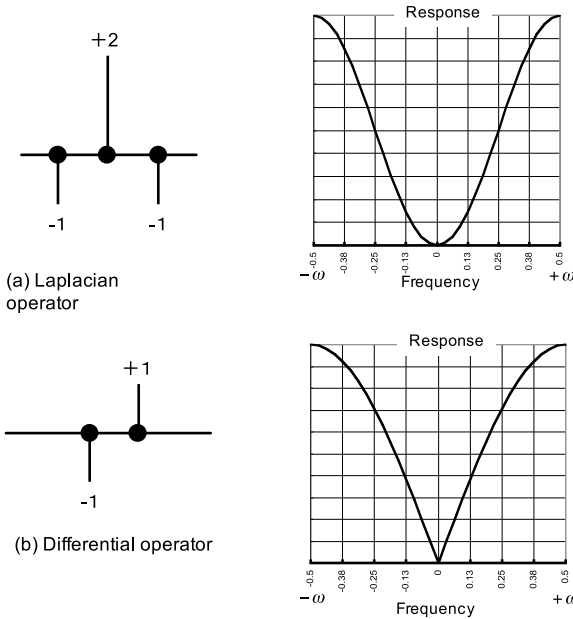 +2
-1 -1
(a) Laplacian
operator
Response
-0.5 -0.38 -0.25 -0.13 0 0.13 0.25 0.38 0.5
−ω Frequency +ω
+1
-1
(b) Differential operator
Response
-0.5 -0.38 -0.25 -0.13 0 0.13 0.25 0.38 0.5
−ω Frequency +ω